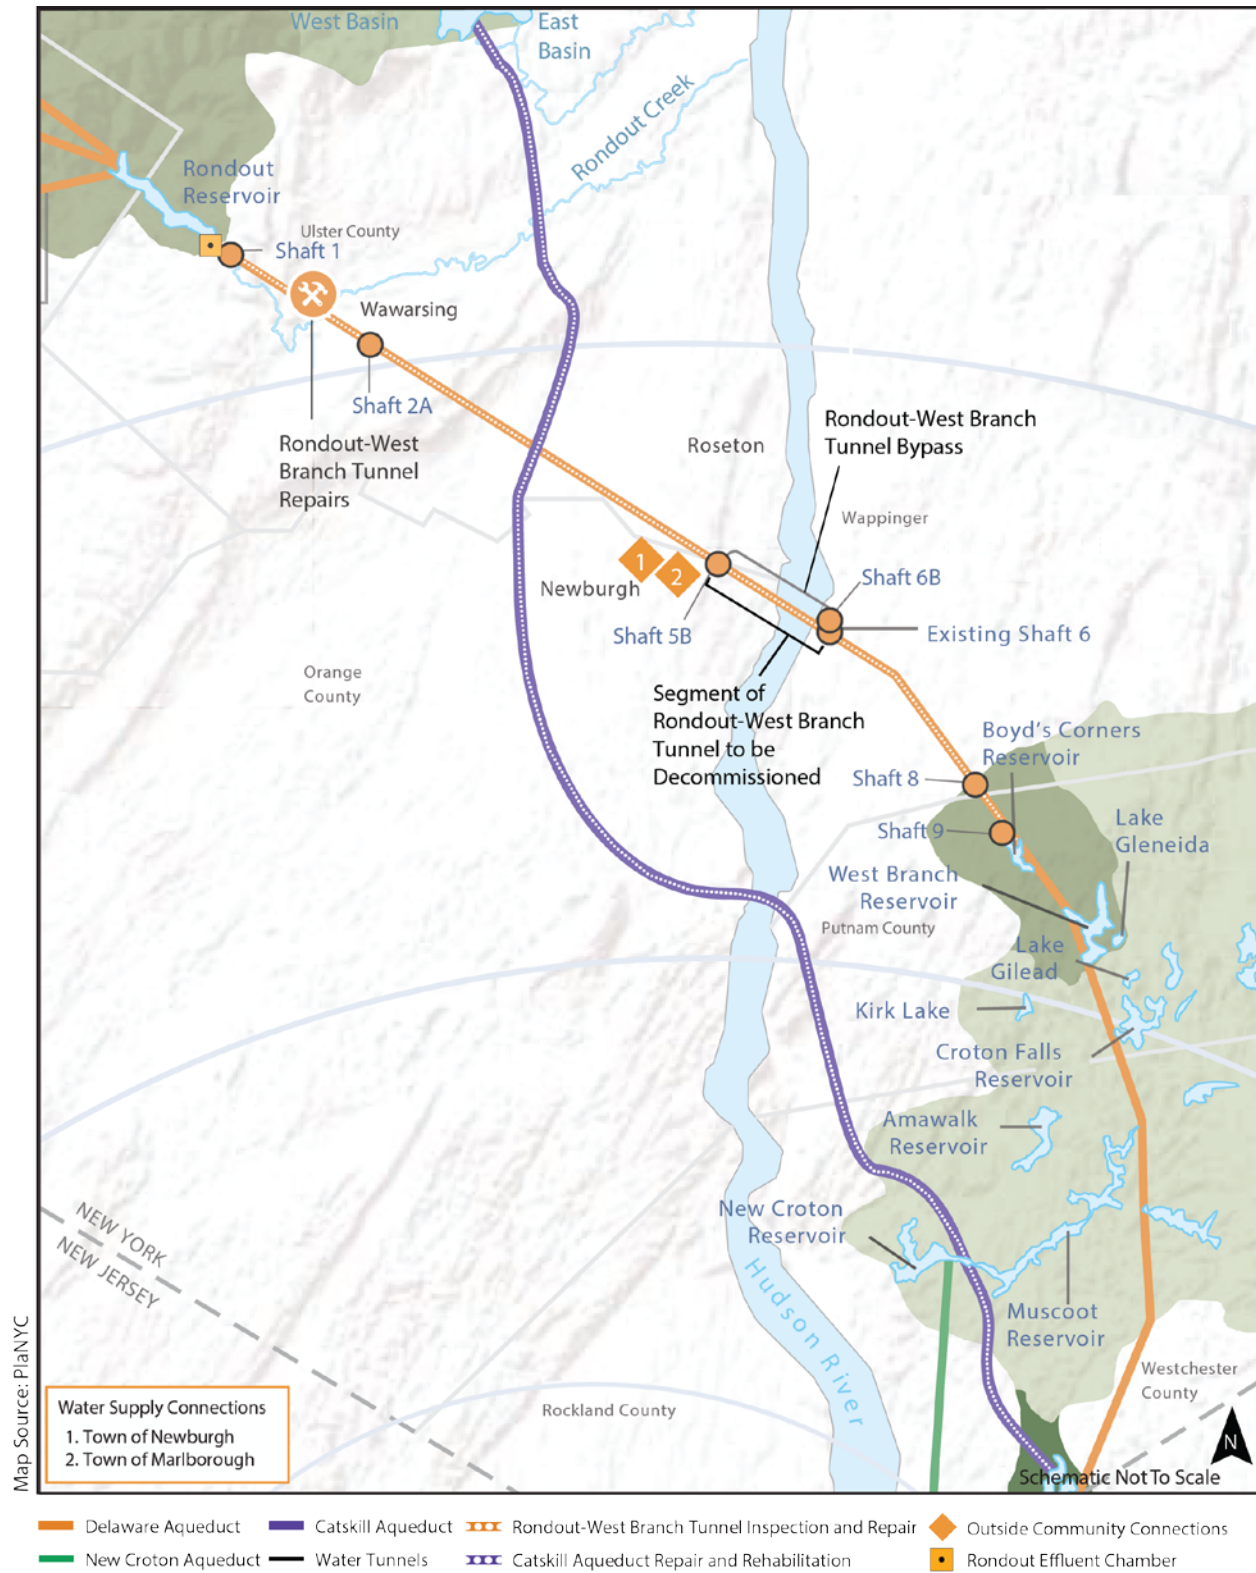 West Basin
East
Basin
Rondout Creek
Rondout
Reservoir
Ulster County
Shaft 1
Wawarsing
Shaft 2A
Rondout-West
Branch Tunnel
Repairs
Roseton
Rondout-West Branch
Tunnel Bypass
Wappinger
1
2
Newburgh
Shaft 6B
Shaft 5B
Existing Shaft 6
Orange
County
Segment of
Rondout-West Branch
Tunnel to be
Decommissioned
Boyd's Corners
Reservoir
Shaft 8
Shaft 9
Lake
Gleneida
West Branch
Reservoir
Putnam County
Lake
Gilead
Kirk Lake
Croton Falls
Reservoir
Amawalk
Reservoir
New Croton
Reservoir
NEW YORK
NEW JERSEY
Hudson River
Muscoot
Reservoir
Westchester
County
Rockland County
Map Source: PlaNYC
Water Supply Connections
1. Town of Newburgh
2. Town of Marlborough
N
Schematic Not To Scale
Delaware Aqueduct
Catskill Aqueduct
Rondout-West Branch Tunnel Inspection and Repair
Outside Community Connections
New Croton Aqueduct
Water Tunnels
Catskill Aqueduct Repair and Rehabilitation
Rondout Effluent Chamber